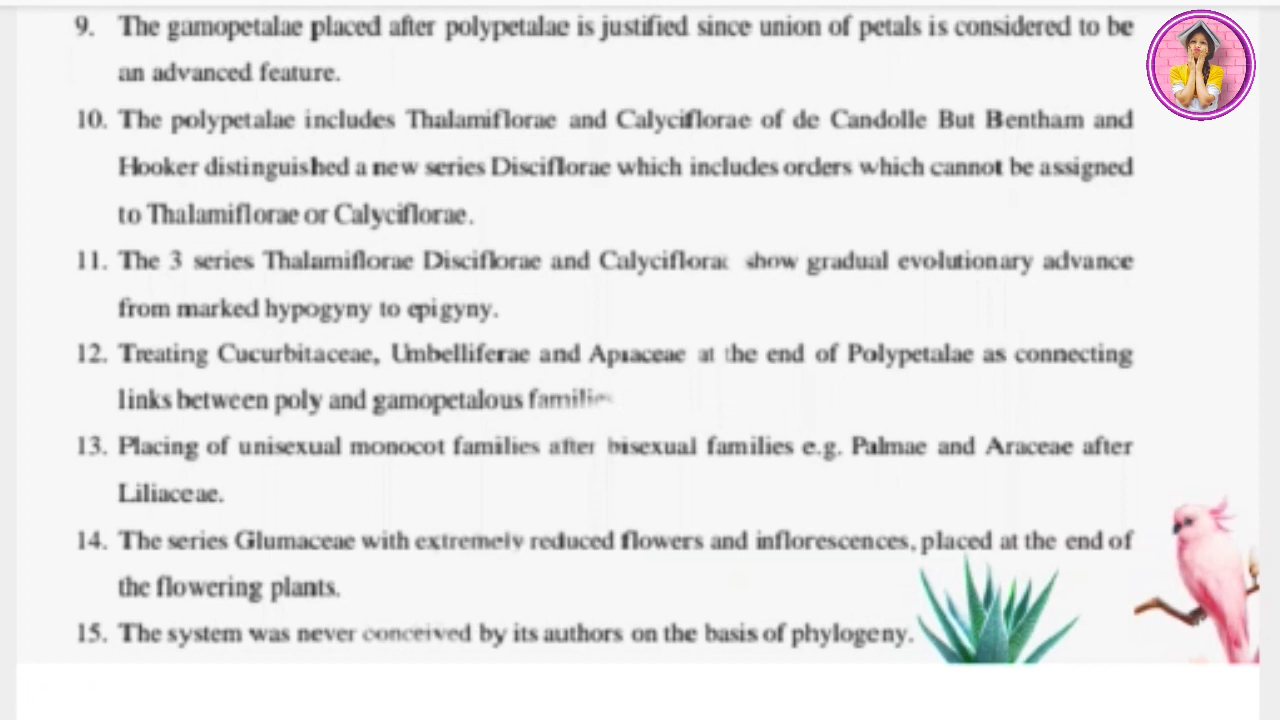 9. The gamopetalae placed after polypetalae is justified since union of petals is considered to be
an advanced feature.
10. The polypetalae includes Thalamiflorae and Calyciflorae of de Candolle But Bentham and
Hooker distinguished a new series Disciflorae which includes orders which cannot be assigned
to Thalamiflorae or Calyciflorae.
11. The 3 series Thalamiflorae Disciflorae and Calyciflorae show gradual evolutionary advance
from marked hypogyny to epigyny.
12. Treating Cucurbitaceae, Umbelliferae and Apiaceae at the end of Polypetalae as connecting
links between poly and gamopetalous families
13. Placing of unisexual monocot families after bisexual families e.g. Palmae and Araceae after
Liliaceae.
14. The series Glumaceae with extremely reduced flowers and inflorescences, placed at the end of
the flowering plants.
15. The system was never conceived by its authors on the basis of phylogeny.